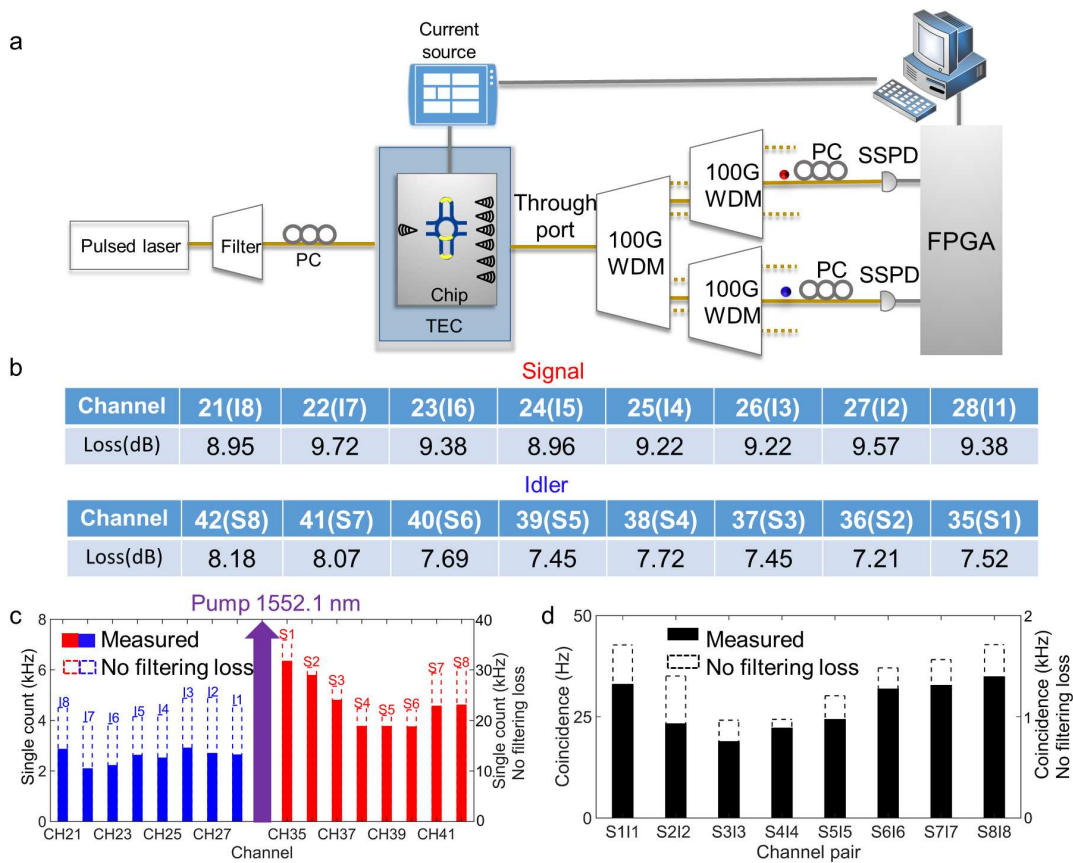 a
Current
source
Pulsed laser
Filter
PC
Chip
TEC
Through
port
100G
WDM
100G
WDM
PC
SSPD
100G
WDM
PC
SSPD
FPGA
b
Signal
Channel 21(I8) 22(I7) 23(I6) 24(I5) 25(I4) 26(I3) 27(I2) 28(I1)
Loss(dB) 8.95 9.72 9.38 8.96 9.22 9.22 9.57 9.38
Idler
Channel 42(S8) 41(S7) 40(S6) 39(S5) 38(S4) 37(S3) 36(S2) 35(S1)
Loss(dB) 8.18 8.07 7.69 7.45 7.72 7.45 7.21 7.52
c
Pump 1552.1 nm
Measured
No filtering loss
Single count (kHz)
8
6
4
2
0
I8 I7 I6 I5 I4 I3 I2 I1
S1 S2 S3 S4 S5 S6 S7 S8
40
30
20
10
0
Single count (kHz)
No filtering loss
CH21 CH23 CH25 CH27 CH35 CH37 CH39 CH41
Channel
d
Measured
No filtering loss
Coincidence (Hz)
50
25
0
2
1
0
Coincidence (kHz)
No filtering loss
S1I1 S2I2 S3I3 S4I4 S5I5 S6I6 S7I7 S8I8
Channel pair